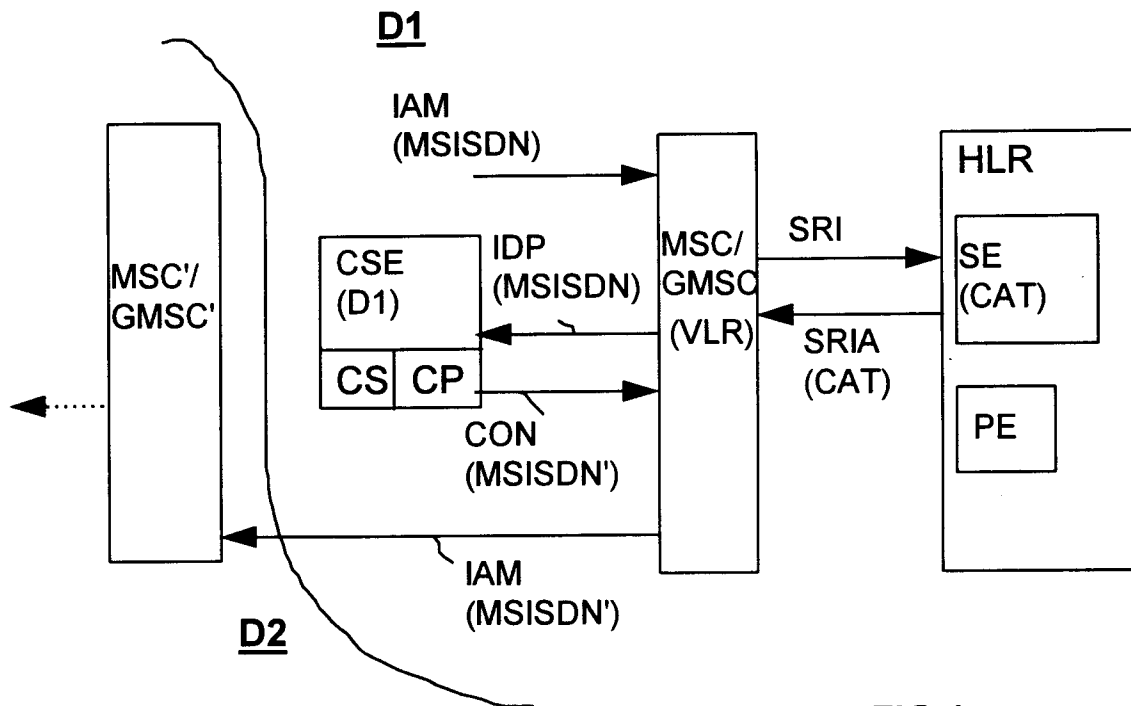 D1
IAM
(MSISDN)
HLR
MSC/
GMSC
(VLR)
SRI
SE
(CAT)
MSC'/
GMSC'
CSE
(D1)
IDP
(MSISDN)
SRIA
(CAT)
CS
CP
CON
(MSISDN')
PE
IAM
(MSISDN')
D2